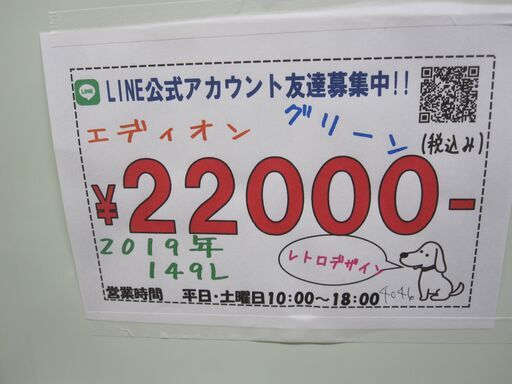 LINE LINE公式アカウント友達募集中!!
エディオン グリーン (税込み)
¥22000-
2019年
149L
レトロデザイン
営業時間 平日・土曜日10:00～18:00 4046